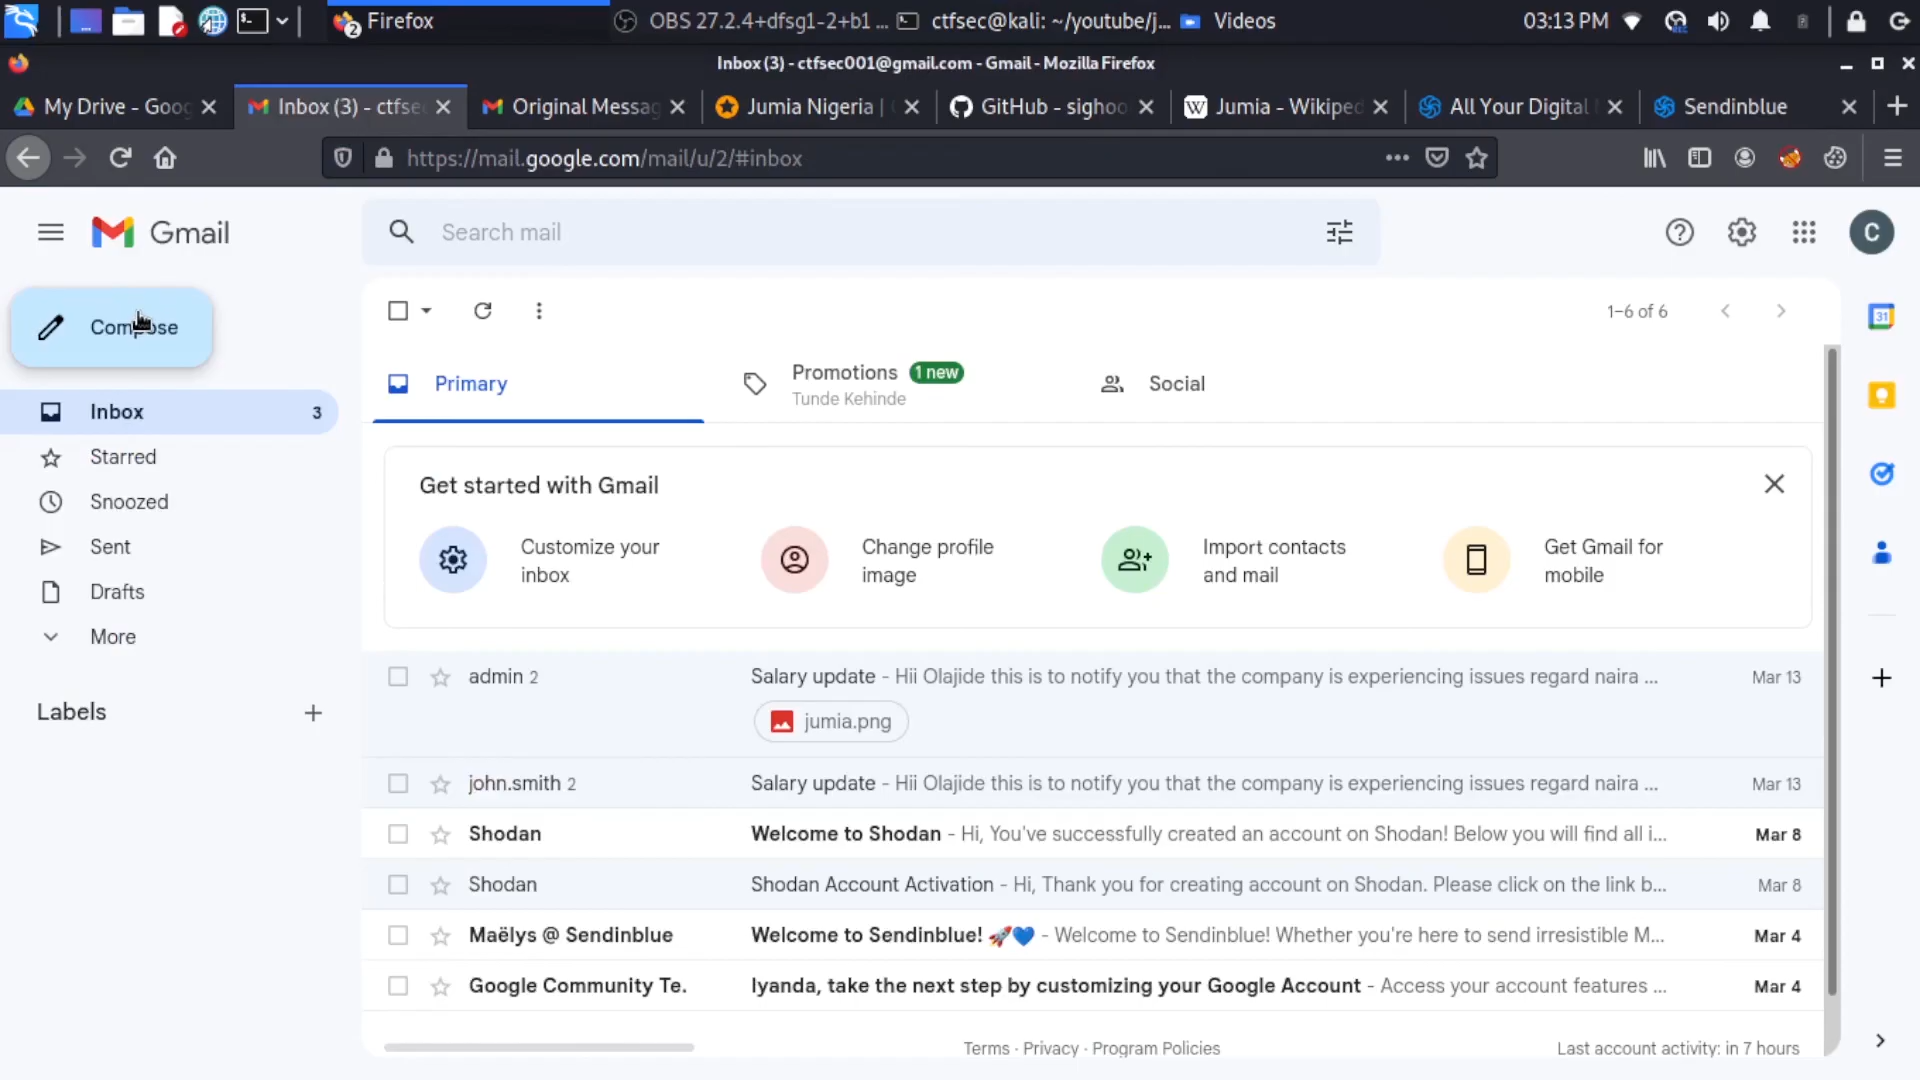 Firefox
2
OBS 27.2.4+dfsg1-2+b1 ...
ctfsec@kali: ~/youtube/j...
Videos
03:13 PM
Inbox (3) - ctfsec001@gmail.com - Gmail - Mozilla Firefox
My Drive - Goog
Inbox (3) - ctfse
Original Messag
Jumia Nigeria |
GitHub - sighoo
Jumia - Wikiped
All Your Digital
Sendinblue
https://mail.google.com/mail/u/2/#inbox
Gmail
Search mail
C
Compose
1–6 of 6
31
Primary
Promotions 1 new
Tunde Kehinde
Social
Inbox 3
Starred
Snoozed
Sent
Drafts
More
Labels
Get started with Gmail
Customize your
inbox
Change profile
image
Import contacts
and mail
Get Gmail for
mobile
admin 2 Salary update - Hii Olajide this is to notify you that the company is experiencing issues regard naira ... Mar 13
jumia.png
john.smith 2 Salary update - Hii Olajide this is to notify you that the company is experiencing issues regard naira ... Mar 13
Shodan Welcome to Shodan - Hi, You've successfully created an account on Shodan! Below you will find all i... Mar 8
Shodan Shodan Account Activation - Hi, Thank you for creating account on Shodan. Please click on the link b... Mar 8
Maëlys @ Sendinblue Welcome to Sendinblue! 🚀💙 - Welcome to Sendinblue! Whether you're here to send irresistible M... Mar 4
Google Community Te. Iyanda, take the next step by customizing your Google Account - Access your account features ... Mar 4
Terms · Privacy · Program Policies
Last account activity: in 7 hours